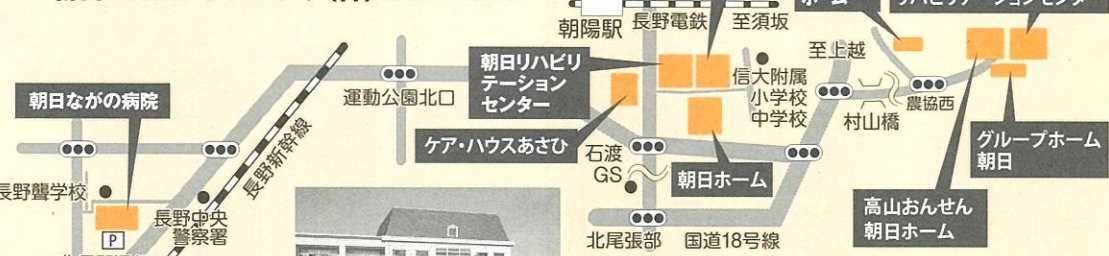 朝陽駅
長野電鉄
至須坂
ホーム
朝日リハビリ
テーション
センター
運動公園北口
朝日ながの病院
ケア・ハウスあさひ
信大附属
小学校
中学校
至上越
村山橋
農協西
グループホーム
朝日
石渡
GS
朝日ホーム
高山おんせん
朝日ホーム
長野新幹線
長野聾学校
長野中央
警察署
P
北尾張部
国道18号線